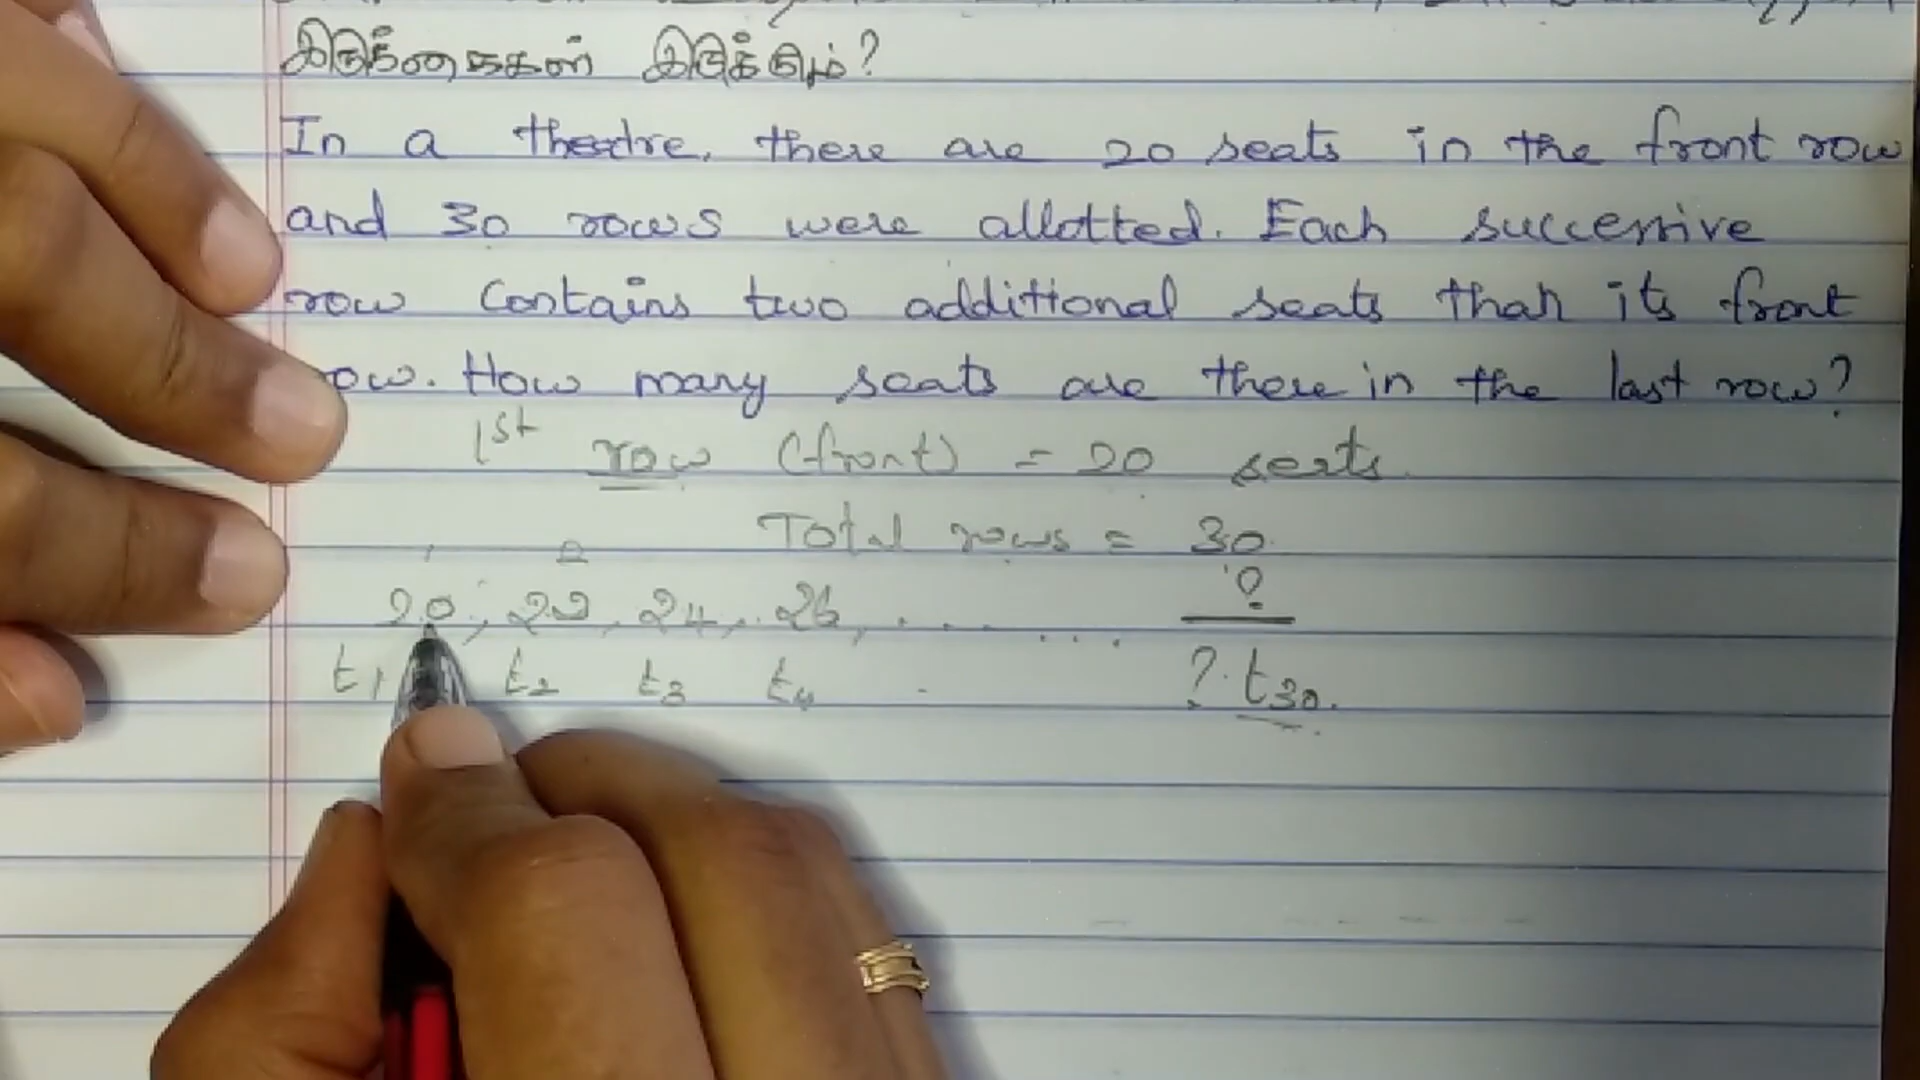 இருக்கைகள் இருக்கும்?
In a theatre, there are 20 seats in the front row
and 30 rows were allotted. Each successive
row contains two additional seats than its front
row. How many seats are there in the last row?
1st row (front) = 20 seats.
Total rows = 30.
20, 22, 24, 26, . . . . . . ?
t1 t2 t3 t4 . ? t30.